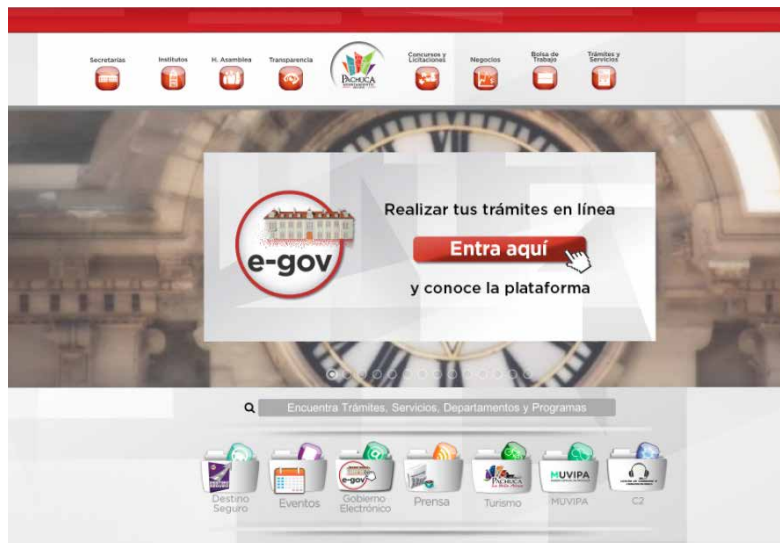 Secretarías
Institutos
H. Asamblea
Transparencia
PACHUCA
Concursos y
Licitaciones
Negocios
Bolsa de
Trabajo
Trámites y
Servicios
e-gov
Realizar tus trámites en línea
Entra aquí
y conoce la plataforma
Encuentra Trámites, Servicios, Departamentos y Programas
e-gov
PACHUCA
MUVIPA
Destino
Seguro
Eventos
Gobierno
Electrónico
Prensa
Turismo
MUVIPA
C2